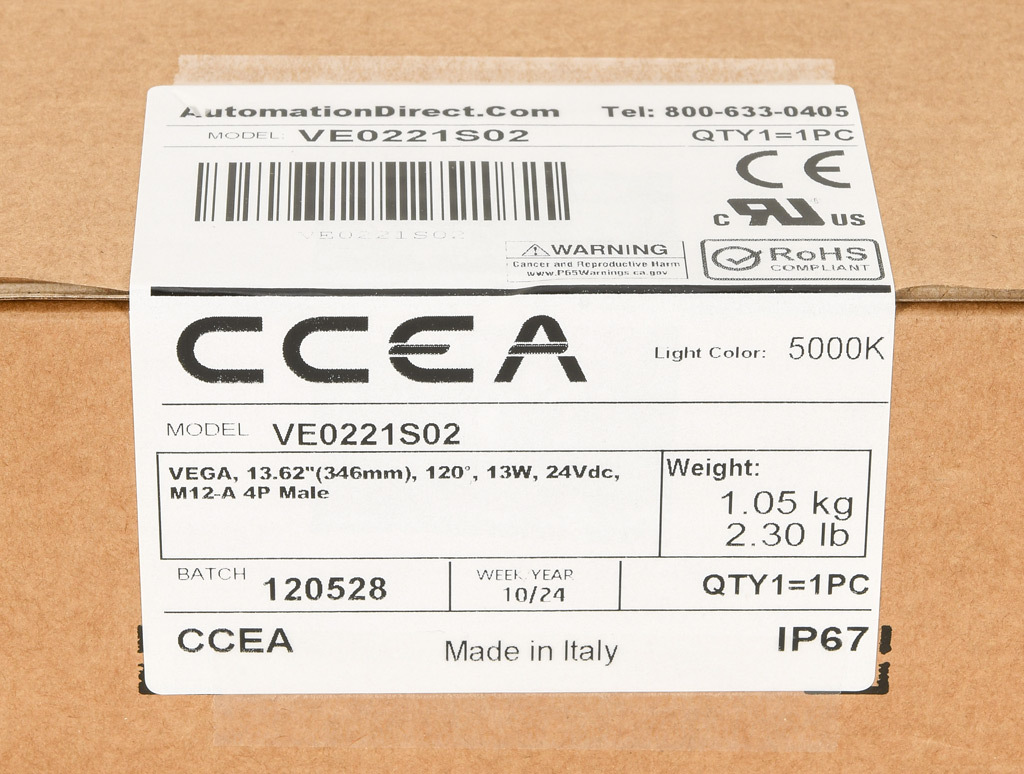 AutomationDirect.Com Tel: 800-633-0405
MODEL: VE0221S02 QTY1=1PC
CE
VE0221S02
C RU ® US
WARNING
Cancer and Reproductive Harm
www.P65Warnings.ca.gov
RoHS
COMPLIANT
CCEA Light Color: 5000K
MODEL VE0221S02
VEGA, 13.62"(346mm), 120°, 13W, 24Vdc,
M12-A 4P Male
Weight:
1.05 kg
2.30 lb
BATCH 120528
WEEK YEAR
10/24
QTY1=1PC
CCEA Made in Italy IP67